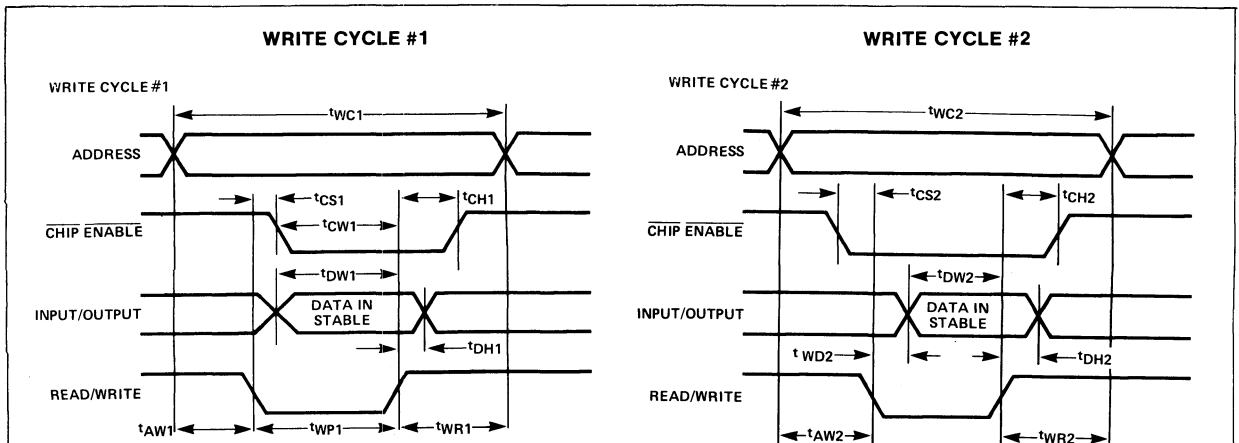 WRITE CYCLE #1
WRITE CYCLE #1
tWC1
ADDRESS
tCS1
tCH1
CHIP ENABLE
tCW1
tDW1
INPUT/OUTPUT
DATA IN
STABLE
tDH1
READ/WRITE
tAW1
tWP1
tWR1
WRITE CYCLE #2
WRITE CYCLE #2
tWC2
ADDRESS
tCS2
tCH2
CHIP ENABLE
tDW2
INPUT/OUTPUT
DATA IN
STABLE
tWD2
tDH2
READ/WRITE
tAW2
tWR2